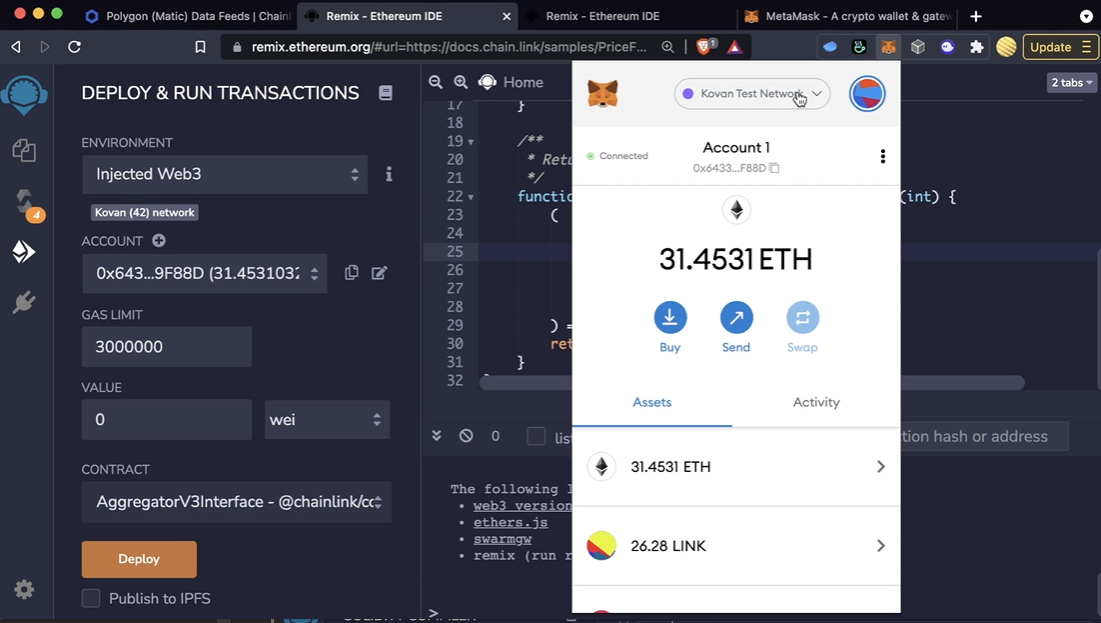 Polygon (Matic) Data Feeds | Chainl
Remix - Ethereum IDE
Remix - Ethereum IDE
MetaMask - A crypto wallet & gatew
remix.ethereum.org/#url=https://docs.chain.link/samples/PriceF...
1
Update
DEPLOY & RUN TRANSACTIONS
Home
2 tabs
Kovan Test Network
ENVIRONMENT
Injected Web3
Kovan (42) network
ACCOUNT
0x643...9F88D (31.4531032
GAS LIMIT
3000000
VALUE
0
wei
CONTRACT
AggregatorV3Interface - @chainlink/cc
Deploy
Publish to IPFS
4
17 }
18
19 /**
20 * Retu
21 */
22 functio (int) {
23 (
24
25
26
27
28
29 ) =
30 ret
31 }
32
0
list
tion hash or address
The following l
• web3 version
• ethers.js
• swarmgw
• remix (run r
>
Connected
Account 1
0x6433...F88D
31.4531 ETH
Buy
Send
Swap
Assets
Activity
31.4531 ETH
26.28 LINK